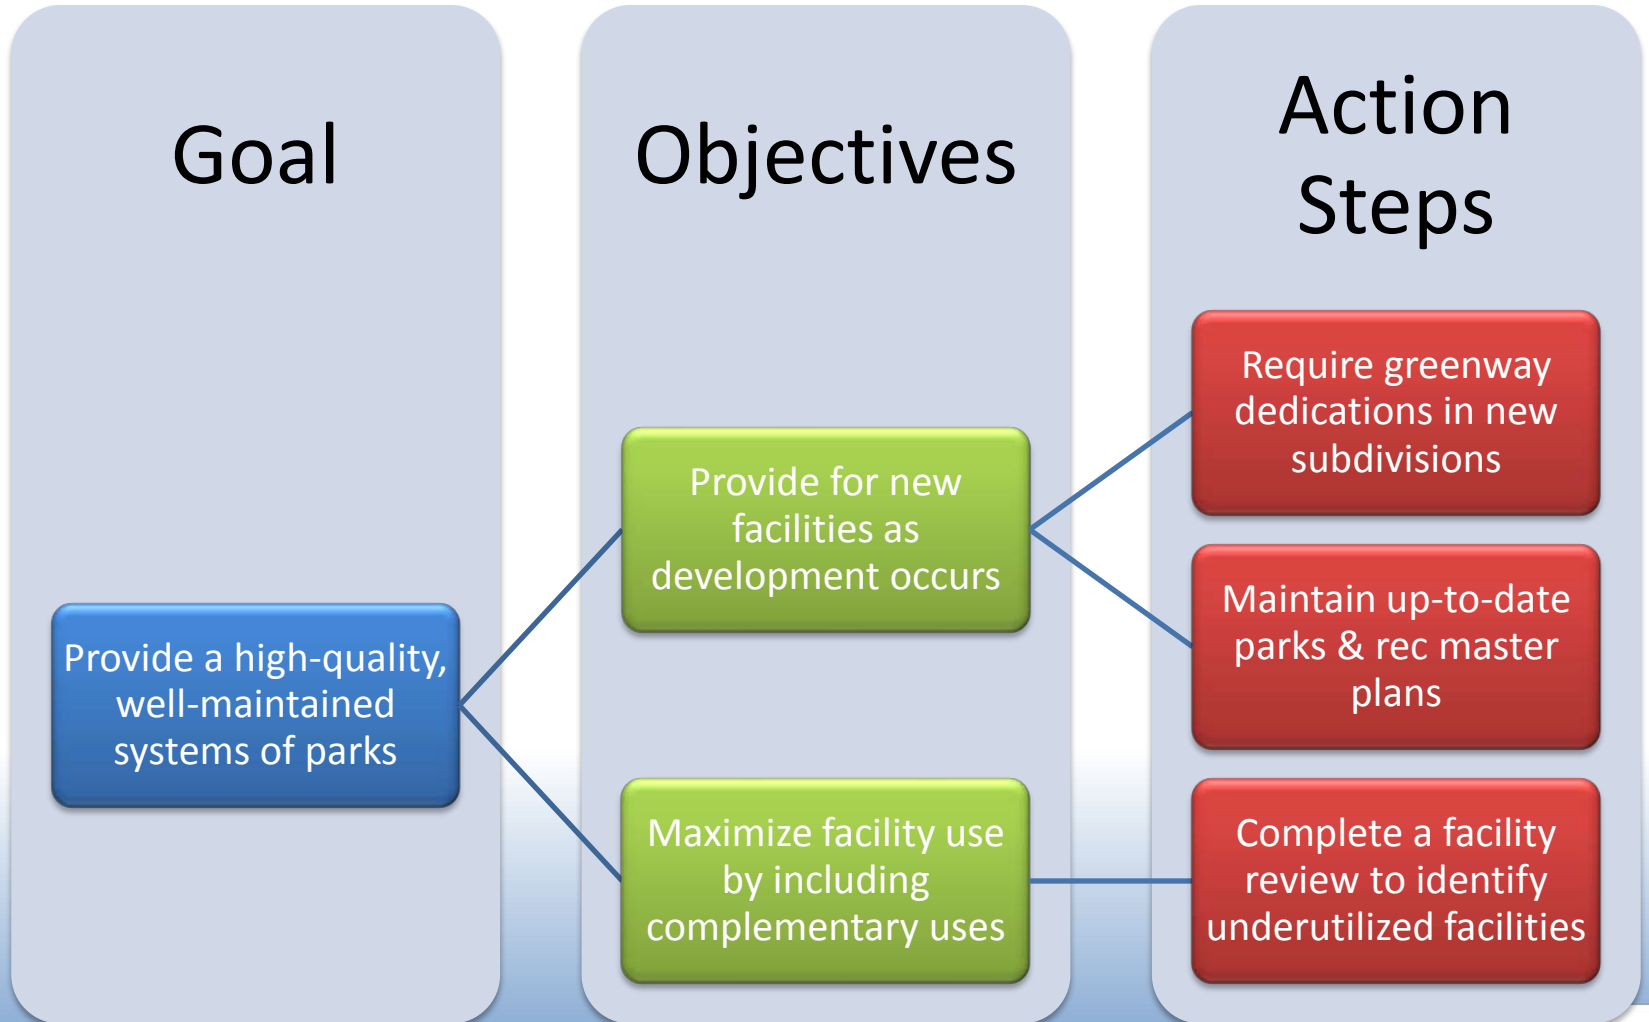 Goal
Objectives
Action
Steps
Provide a high-quality,
well-maintained
systems of parks
Provide for new
facilities as
development occurs
Maximize facility use
by including
complementary uses
Require greenway
dedications in new
subdivisions
Maintain up-to-date
parks & rec master
plans
Complete a facility
review to identify
underutilized facilities